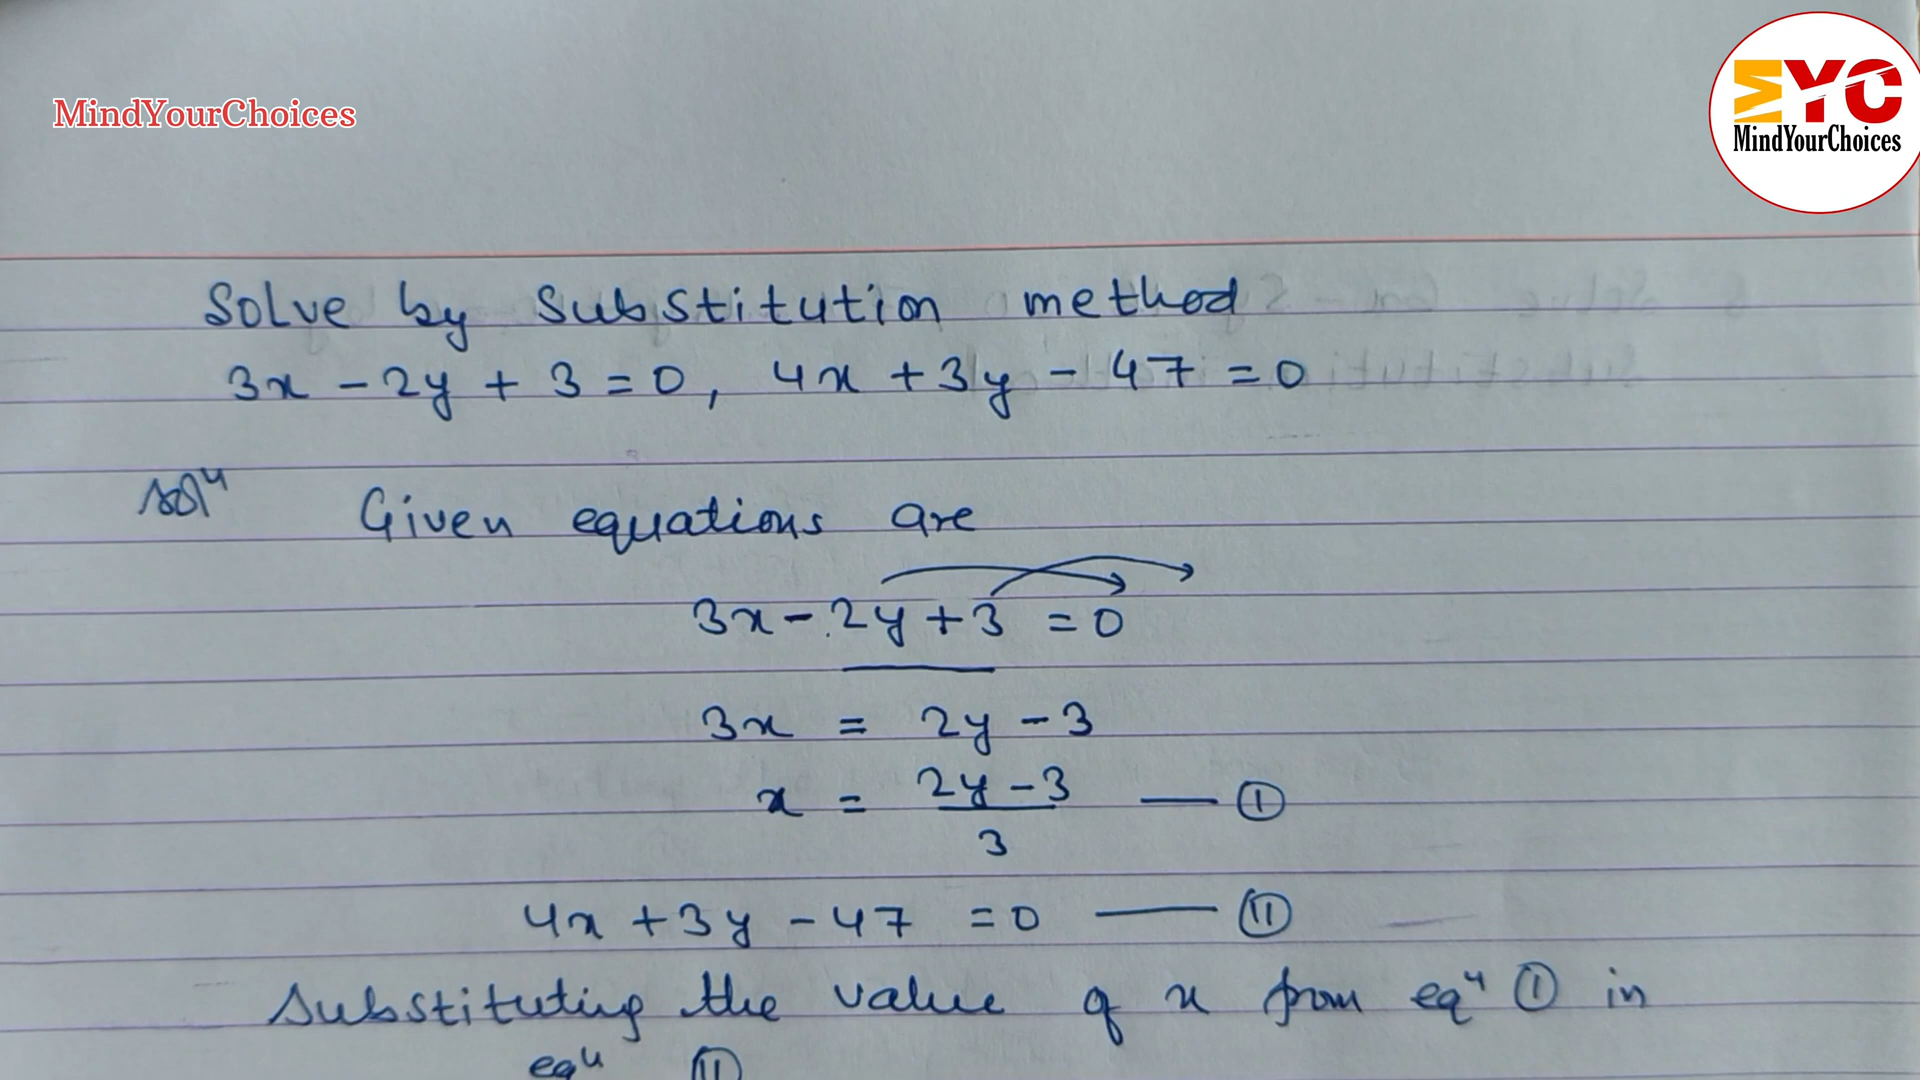 MindYourChoices
MYC
MindYourChoices
Solve by Substitution method
3x - 2y + 3 = 0, 4x + 3y - 47 = 0
Solⁿ Given equations are
3x - 2y + 3 = 0
3x = 2y - 3
x = 2y - 3 — ①
3
4x + 3y - 47 = 0 — ⑪
Substituting the value of x from eqⁿ ① in
eqⁿ ⑪